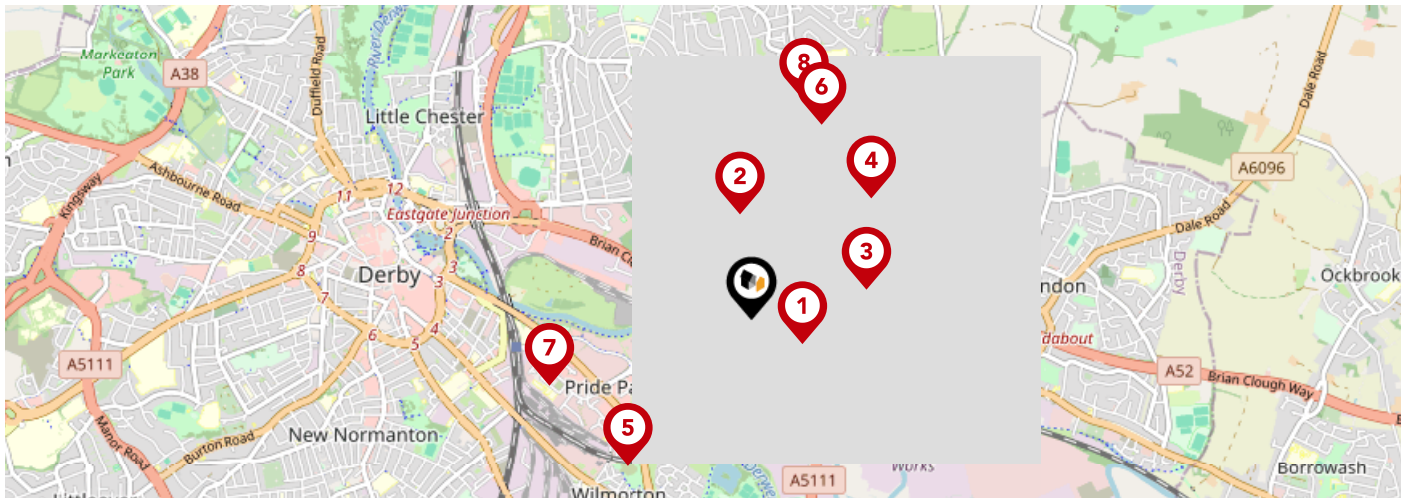 Markeaton
Park
A38
Duffield Road
River Derwent
Little Chester
Dale Road
A6096
Dale Road
Kingsway
Ashbourne Road
11
12
Eastgate Junction
9
2
8
3
3
Derby
7
6
4
5
Brian Cl
8
6
4
2
3
1
7
5
Derby
Ockbrook
ndon
dabout
A5111
Pride Pa
A52
Brian Clough Way
Manor Road
Burton Road
New Normanton
Wilmorton
A5111
Works
Borrowash